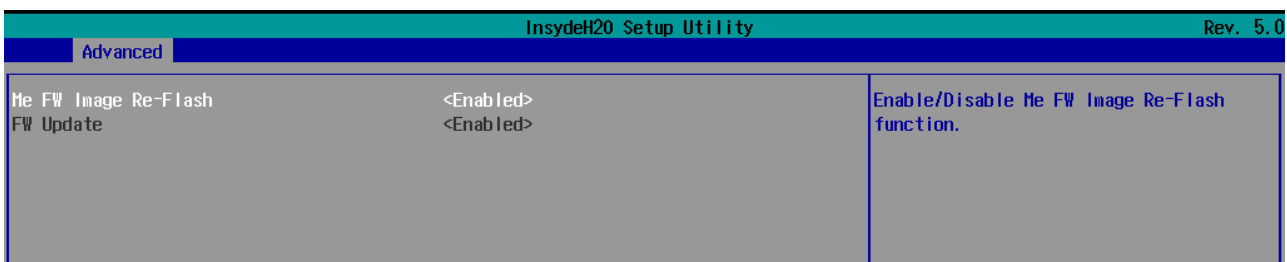 InsydeH20 Setup Utility Rev. 5.0
Advanced
Me FW Image Re-Flash <Enabled>
FW Update <Enabled>
Enable/Disable Me FW Image Re-Flash
function.